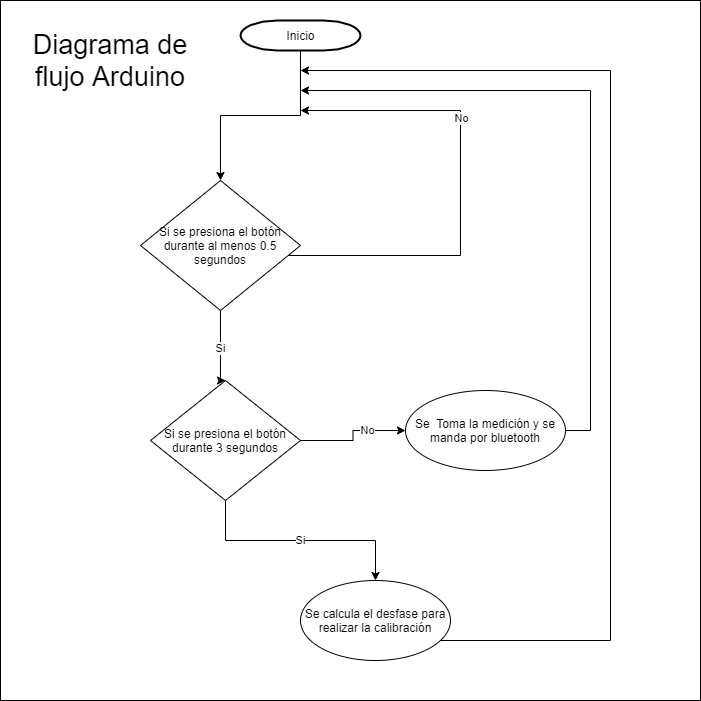 Diagrama de
flujo Arduino
Inicio
No
Si se presiona el botón
durante al menos 0.5
segundos
Si
Si se presiona el botón
durante 3 segundos
No
Se  Toma la medición y se
manda por bluetooth
Si
Se calcula el desfase para
realizar la calibración